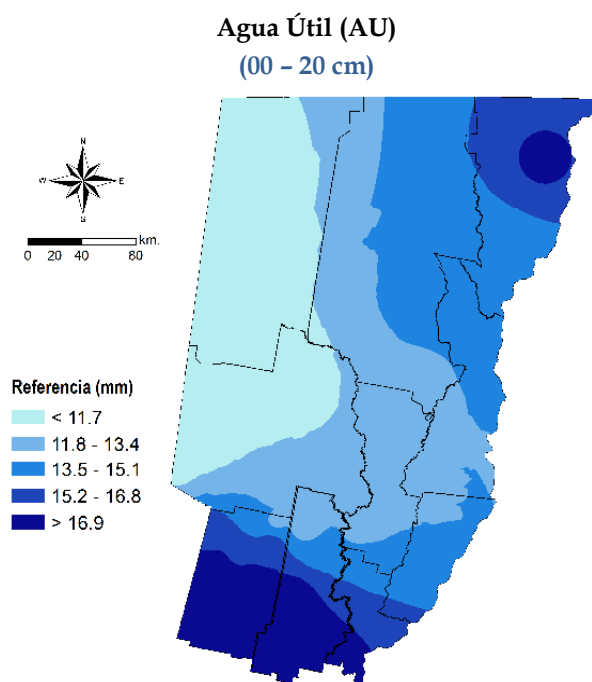 Agua Útil (AU)
(00 – 20 cm)
N
W E
S
km.
0 20 40 80
Referencia (mm)
< 11.7
11.8 - 13.4
13.5 - 15.1
15.2 - 16.8
> 16.9